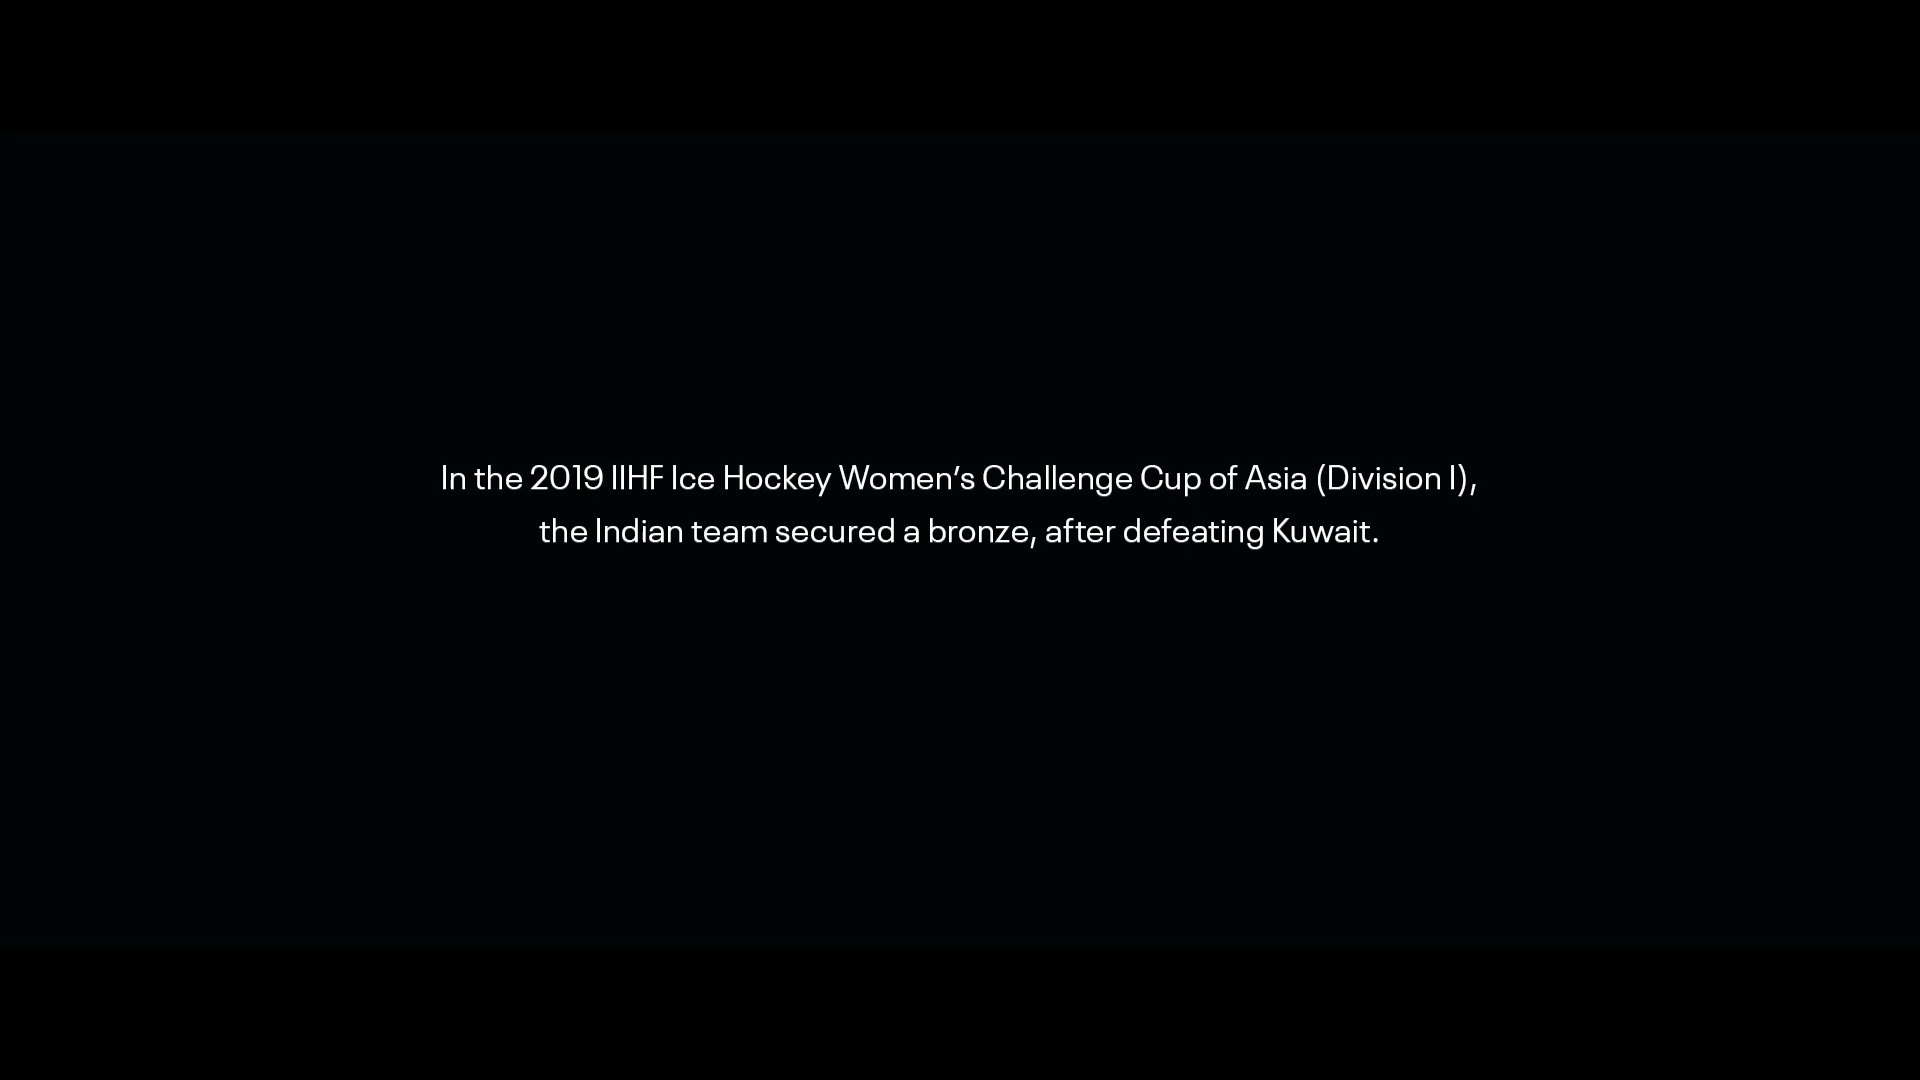 In the 2019 IIHF Ice Hockey Women’s Challenge Cup of Asia (Division I),
the Indian team secured a bronze, after defeating Kuwait.